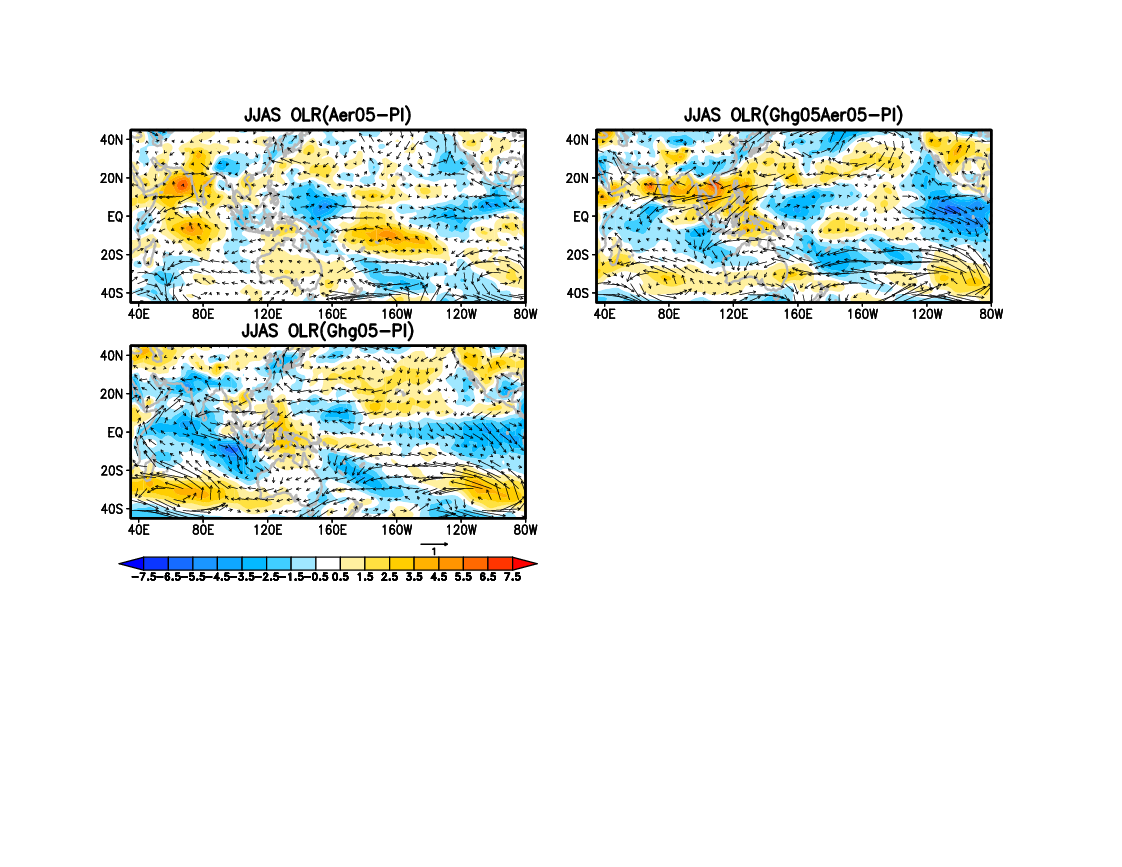 JJAS OLR(Aer05-PI)
40N
20N
EQ
20S
40S
40E 80E 120E 160E 160W 120W 80W
JJAS OLR(Ghg05Aer05-PI)
40N
20N
EQ
20S
40S
40E 80E 120E 160E 160W 120W 80W
JJAS OLR(Ghg05-PI)
40N
20N
EQ
20S
40S
40E 80E 120E 160E 160W 120W 80W
1
-7.5 -6.5 -5.5 -4.5 -3.5 -2.5 -1.5 -0.5 0.5 1.5 2.5 3.5 4.5 5.5 6.5 7.5